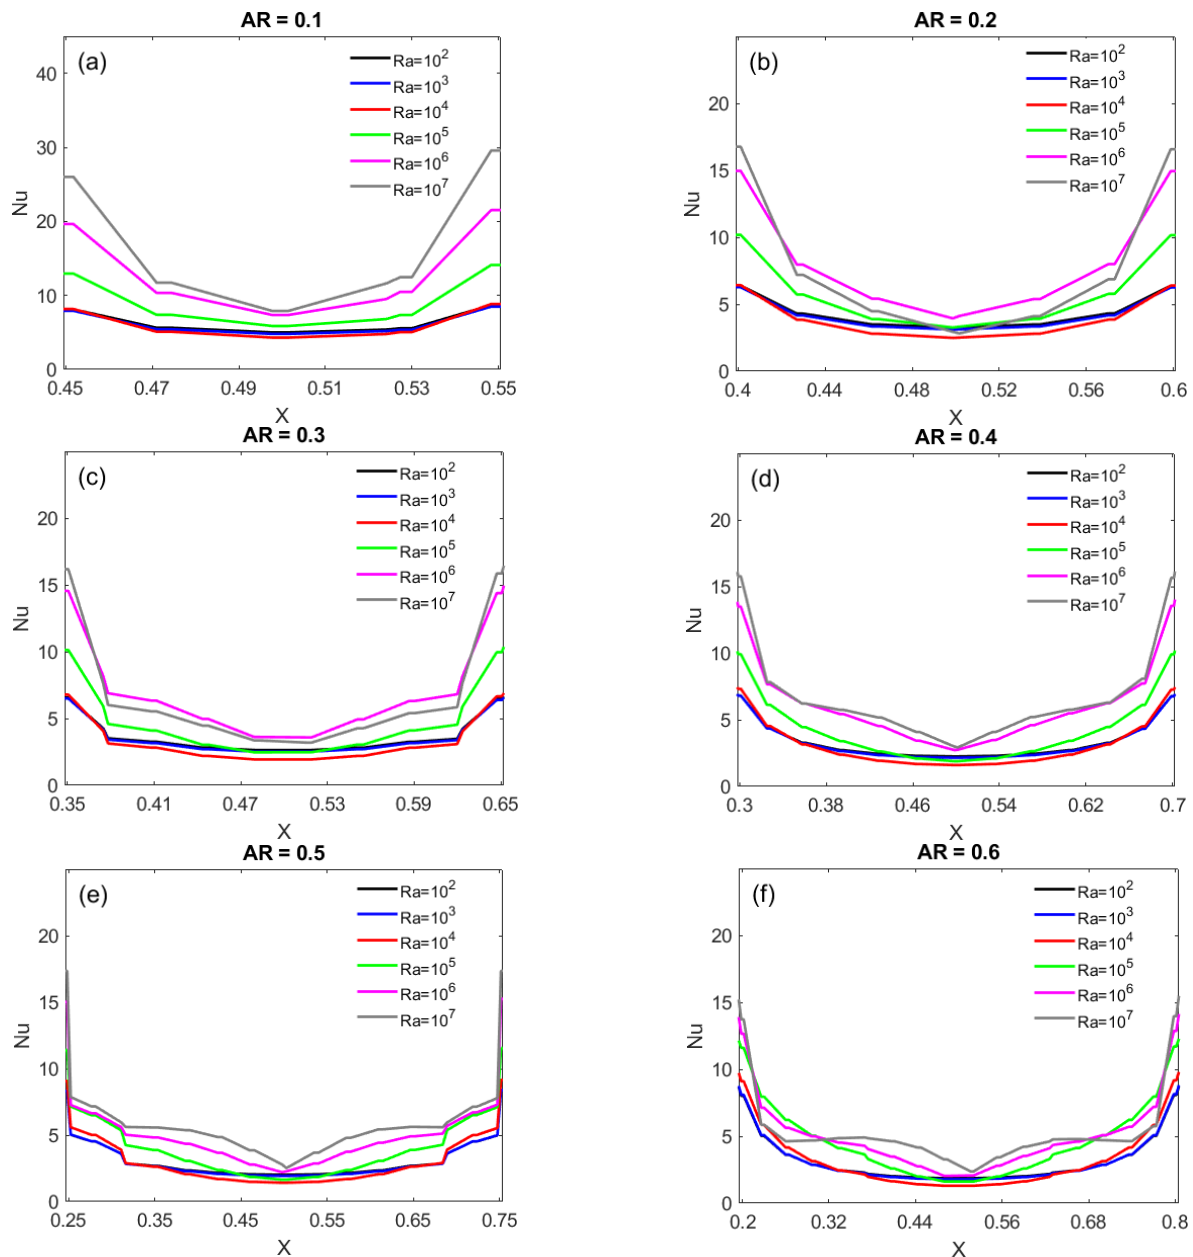 AR = 0.1
(a)
Ra=10^2
Ra=10^3
Ra=10^4
Ra=10^5
Ra=10^6
Ra=10^7
40
30
20
10
0
Nu
0.45 0.47 0.49 0.51 0.53 0.55
X
AR = 0.2
(b)
Ra=10^2
Ra=10^3
Ra=10^4
Ra=10^5
Ra=10^6
Ra=10^7
20
15
10
5
0
Nu
0.4 0.44 0.48 0.52 0.56 0.6
X
AR = 0.3
(c)
Ra=10^2
Ra=10^3
Ra=10^4
Ra=10^5
Ra=10^6
Ra=10^7
20
15
10
5
0
Nu
0.35 0.41 0.47 0.53 0.59 0.65
X
AR = 0.4
(d)
Ra=10^2
Ra=10^3
Ra=10^4
Ra=10^5
Ra=10^6
Ra=10^7
20
15
10
5
0
Nu
0.3 0.38 0.46 0.54 0.62 0.7
X
AR = 0.5
(e)
Ra=10^2
Ra=10^3
Ra=10^4
Ra=10^5
Ra=10^6
Ra=10^7
20
15
10
5
0
Nu
0.25 0.35 0.45 0.55 0.65 0.75
X
AR = 0.6
(f)
Ra=10^2
Ra=10^3
Ra=10^4
Ra=10^5
Ra=10^6
Ra=10^7
20
15
10
5
0
Nu
0.2 0.32 0.44 0.56 0.68 0.8
X